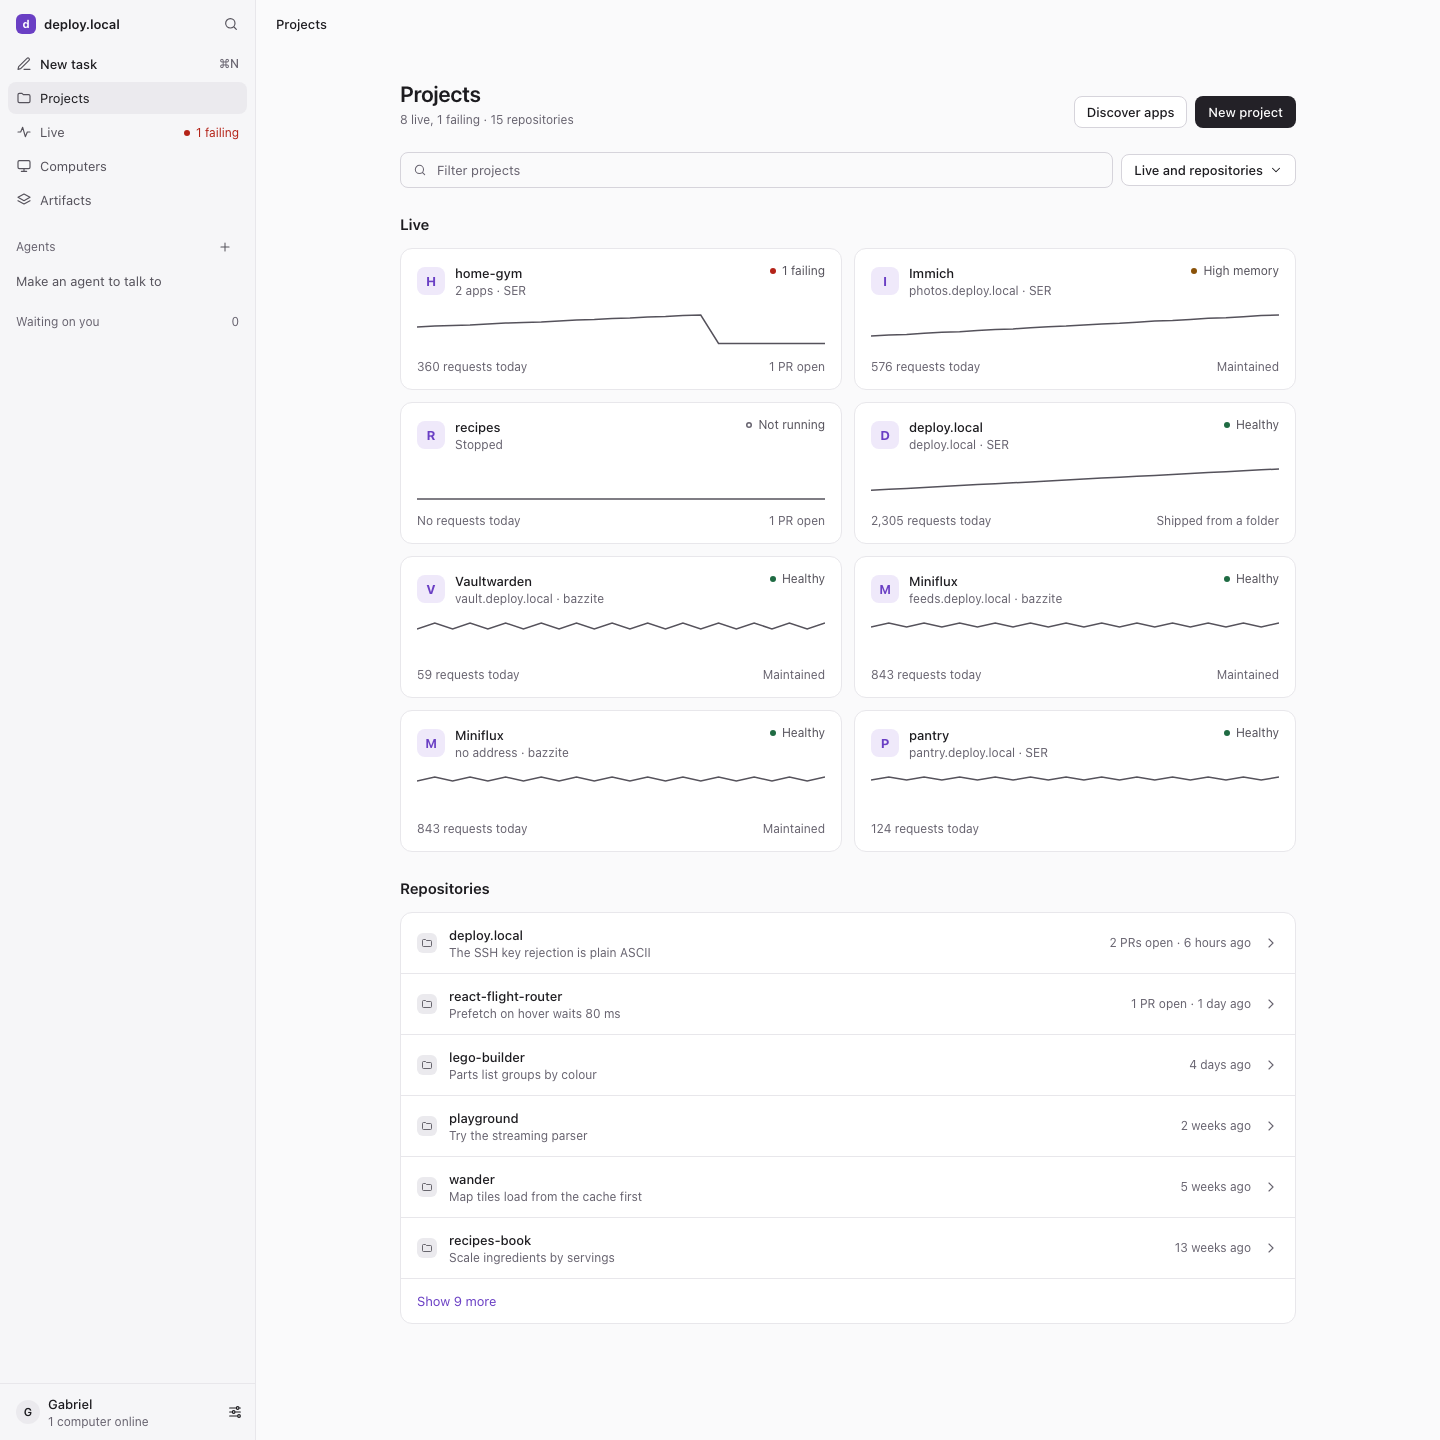 d deploy.local
New task ⌘N
Projects
Live 1 failing
Computers
Artifacts
Agents
Make an agent to talk to
Waiting on you 0
Gabriel
G
1 computer online
Projects
Projects
8 live, 1 failing · 15 repositories
Discover apps
New project
Filter projects
Live and repositories
Live
H
home-gym
2 apps · SER
1 failing
360 requests today
1 PR open
I
Immich
photos.deploy.local · SER
High memory
576 requests today
Maintained
R
recipes
Stopped
Not running
No requests today
1 PR open
D
deploy.local
deploy.local · SER
Healthy
2,305 requests today
Shipped from a folder
V
Vaultwarden
vault.deploy.local · bazzite
Healthy
59 requests today
Maintained
M
Miniflux
feeds.deploy.local · bazzite
Healthy
843 requests today
Maintained
M
Miniflux
no address · bazzite
Healthy
843 requests today
Maintained
P
pantry
pantry.deploy.local · SER
Healthy
124 requests today
Repositories
deploy.local
The SSH key rejection is plain ASCII
2 PRs open · 6 hours ago
react-flight-router
Prefetch on hover waits 80 ms
1 PR open · 1 day ago
lego-builder
Parts list groups by colour
4 days ago
playground
Try the streaming parser
2 weeks ago
wander
Map tiles load from the cache first
5 weeks ago
recipes-book
Scale ingredients by servings
13 weeks ago
Show 9 more